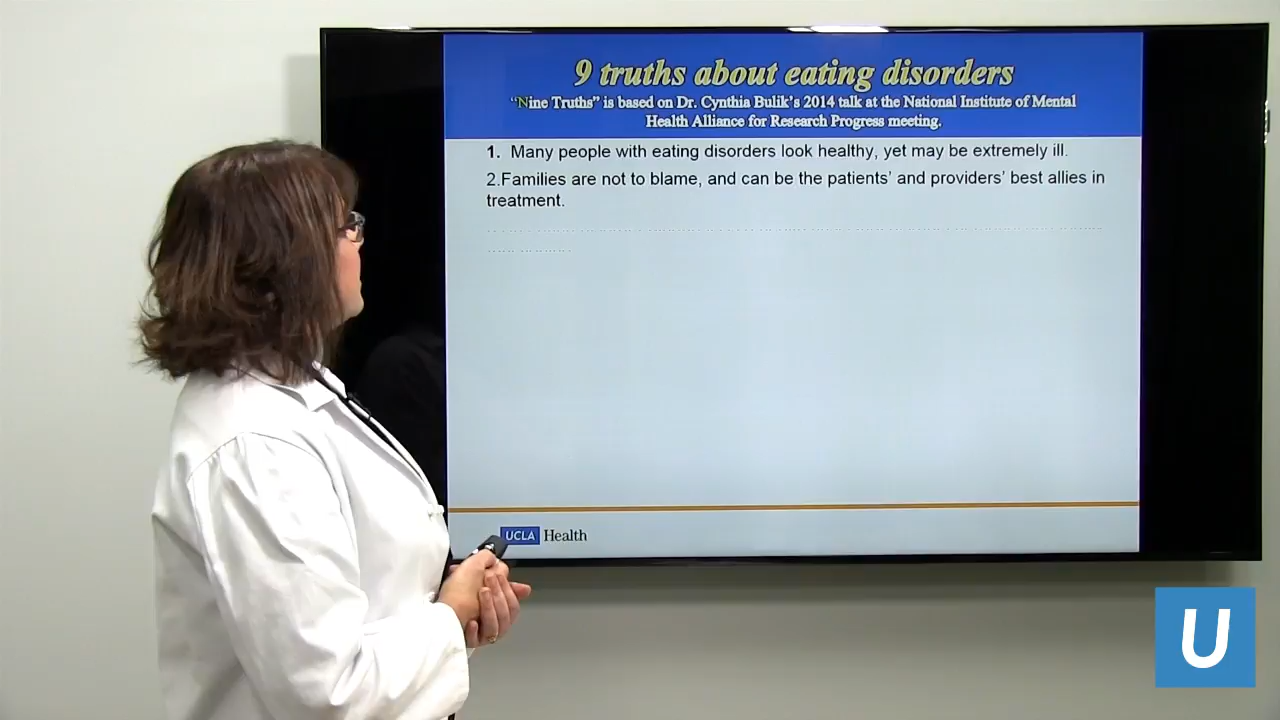 9 truths about eating disorders
“Nine Truths” is based on Dr. Cynthia Bulik’s 2014 talk at the National Institute of Mental
Health Alliance for Research Progress meeting.
1. Many people with eating disorders look healthy, yet may be extremely ill.
2.Families are not to blame, and can be the patients’ and providers’ best allies in
treatment.
UCLA Health
U